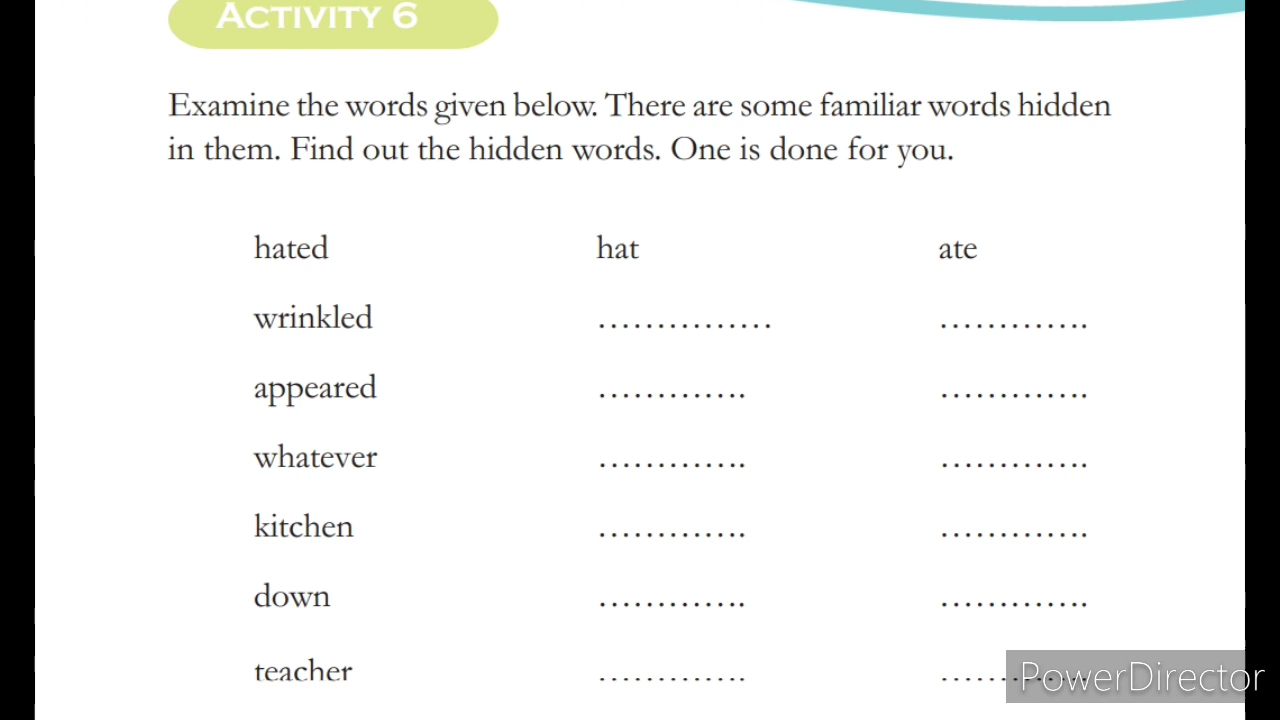 ACTIVITY 6
Examine the words given below. There are some familiar words hidden
in them. Find out the hidden words. One is done for you.
hated hat ate
wrinkled ............... .............
appeared ............. .............
whatever ............. .............
kitchen ............. .............
down ............. .............
teacher ............. .............
PowerDirector